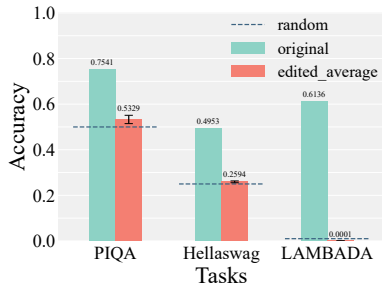 1.0
0.8
0.6
0.4
0.2
0.0
Accuracy
random
original
edited_average
0.7541
0.5329
0.4953
0.2594
0.6136
0.0001
PIQA
Hellaswag
LAMBADA
Tasks